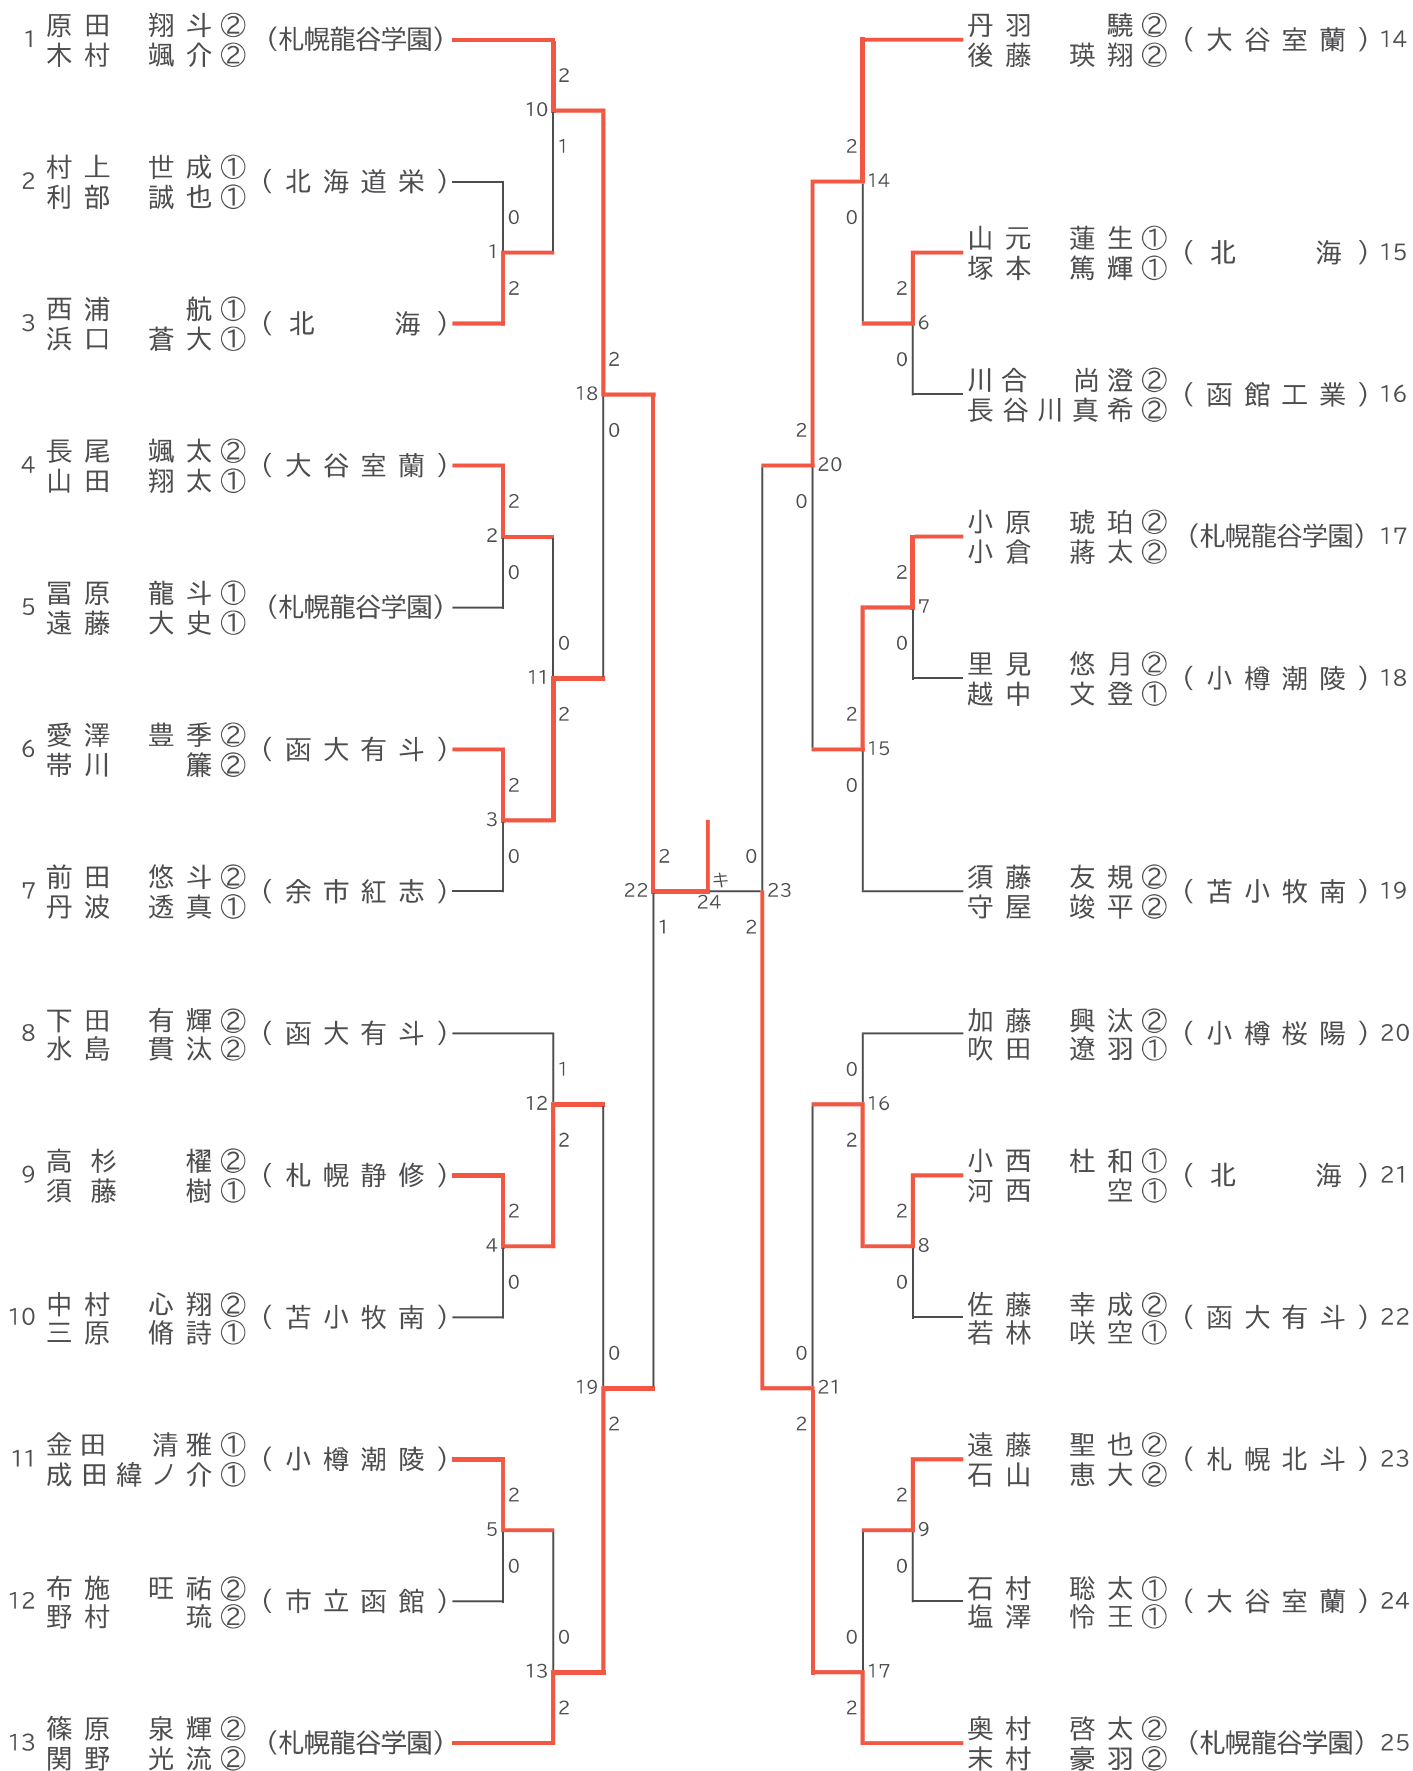 1 原田 翔斗② (札幌龍谷学園)
木村 颯介②
2
10
1
2 村上 世成① (北海道栄)
利部 誠也①
0
1
2
3 西浦 航① (北海)
浜口 蒼大①
2
18
0
4 長尾 颯太② (大谷室蘭)
山田 翔太①
2
2
0
5 冨原 龍斗① (札幌龍谷学園)
遠藤 大史①
0
11
2
6 愛澤 豊季② (函大有斗)
帯川 簾②
2
3
0
7 前田 悠斗② (余市紅志)
丹波 透真①
2
22
1
キ
24
0
23
2
8 下田 有輝② (函大有斗)
水島 貫汰②
1
12
2
9 高杉 櫂② (札幌静修)
須藤 樹①
2
4
0
10 中村 心翔② (苫小牧南)
三原 脩詩①
0
19
2
11 金田 清雅① (小樽潮陵)
成田緯ノ介①
2
5
0
12 布施 旺祐② (市立函館)
野村 琉②
0
13
2
13 篠原 泉輝② (札幌龍谷学園)
関野 光流②
丹羽 驍② (大谷室蘭) 14
後藤 瑛翔②
2
14
0
山元 蓮生① (北海) 15
塚本 篤輝①
2
6
0
川合 尚澄② (函館工業) 16
長谷川真希②
2
20
0
小原 琥珀② (札幌龍谷学園) 17
小倉 蔣太②
2
7
0
里見 悠月② (小樽潮陵) 18
越中 文登①
2
15
0
須藤 友規② (苫小牧南) 19
守屋 竣平②
加藤 興汰② (小樽桜陽) 20
吹田 遼羽①
0
16
2
小西 杜和① (北海) 21
河西 空①
2
8
0
佐藤 幸成② (函大有斗) 22
若林 咲空①
0
21
2
遠藤 聖也② (札幌北斗) 23
石山 恵大②
2
9
0
石村 聡太① (大谷室蘭) 24
塩澤 怜王①
0
17
2
奥村 啓太② (札幌龍谷学園) 25
末村 豪羽②